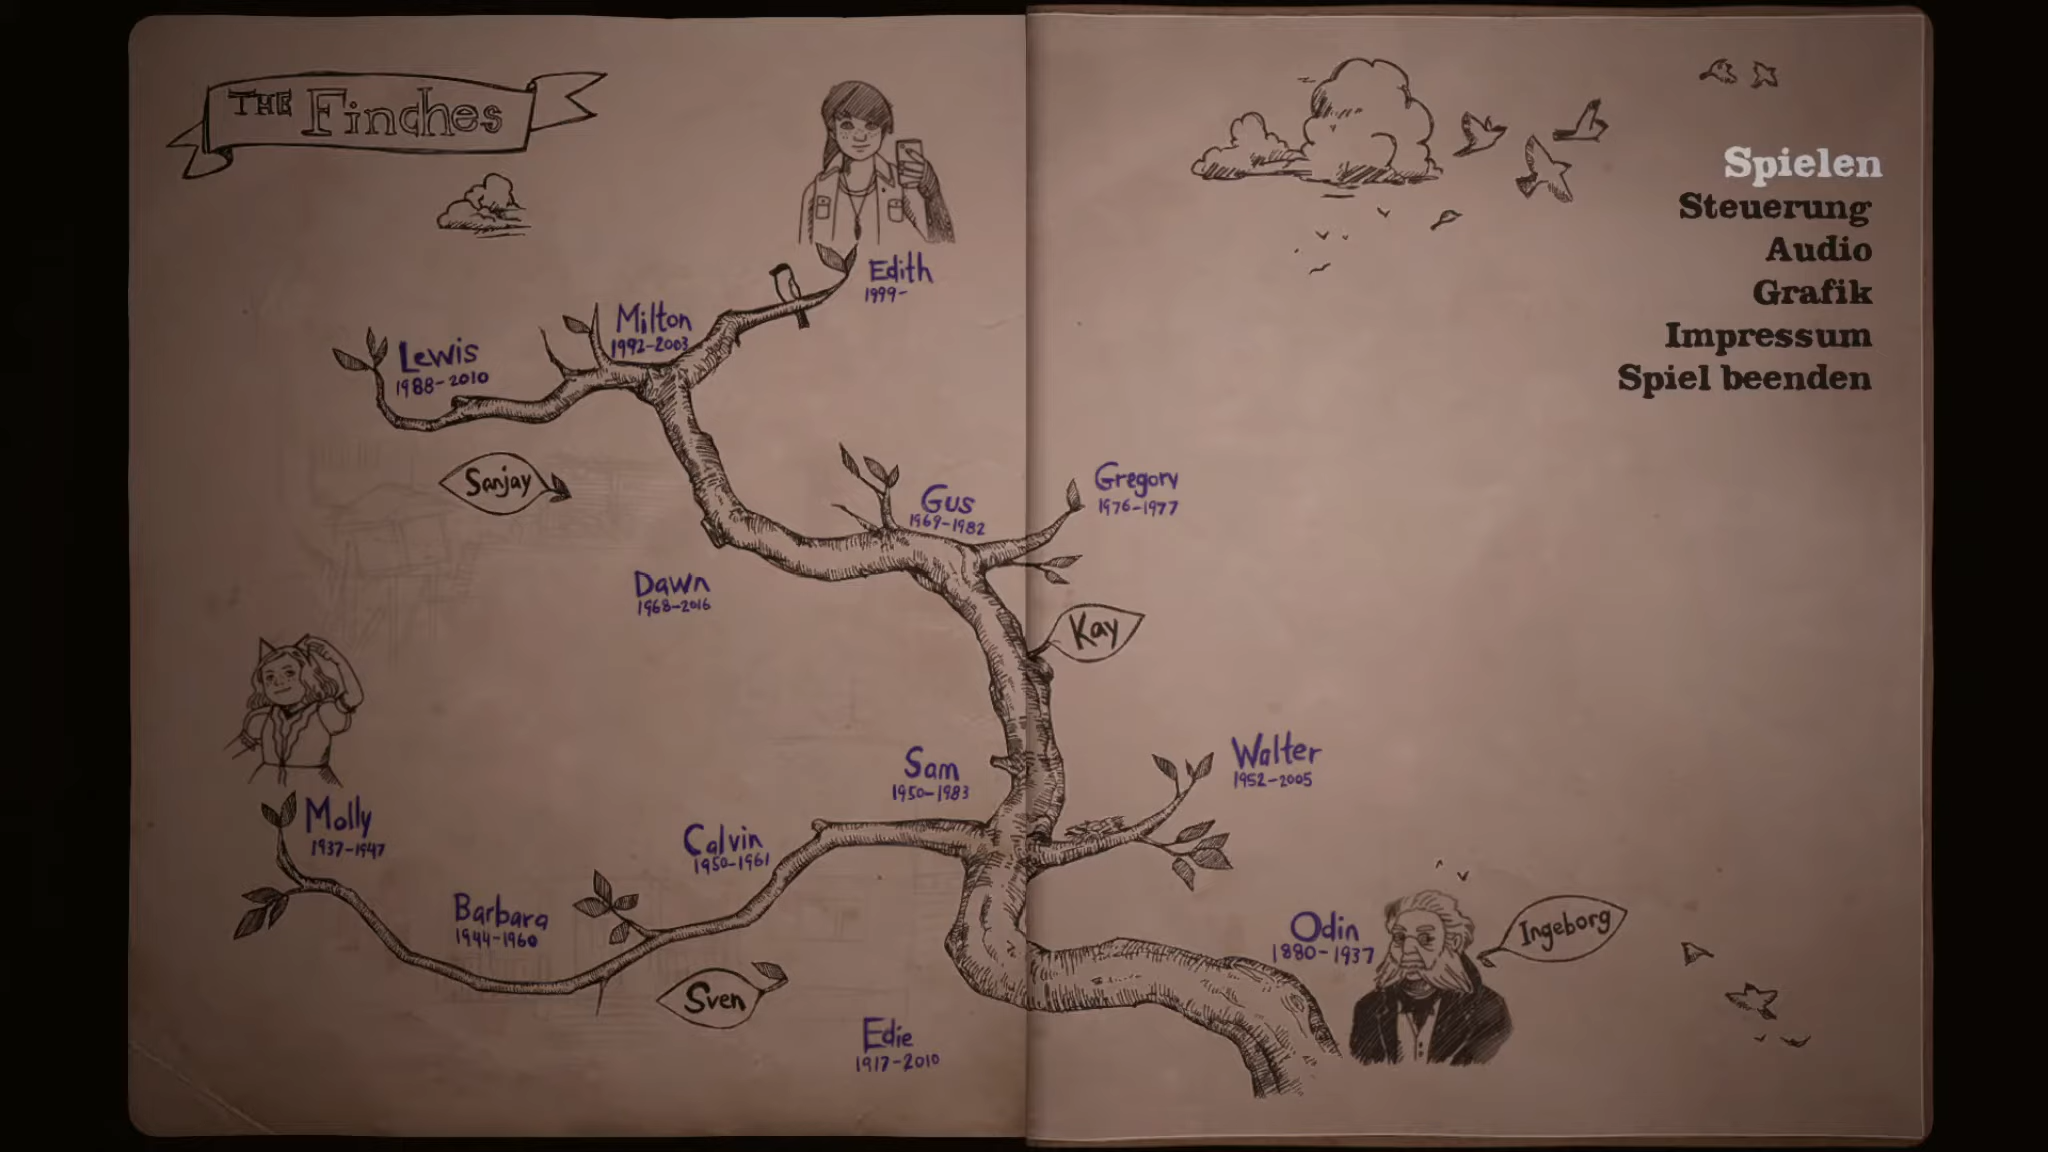 THE Finches
Edith
1999-
Milton
1992-2003
Lewis
1988-2010
Sanjay
Gus
1969-1982
Gregory
1976-1977
Dawn
1968-2016
Kay
Sam
1950-1983
Walter
1952-2005
Molly
1937-1947
Calvin
1950-1961
Barbara
1944-1960
Odin
1880-1937
Ingeborg
Sven
Edie
1917-2010
Spielen
Steuerung
Audio
Grafik
Impressum
Spiel beenden